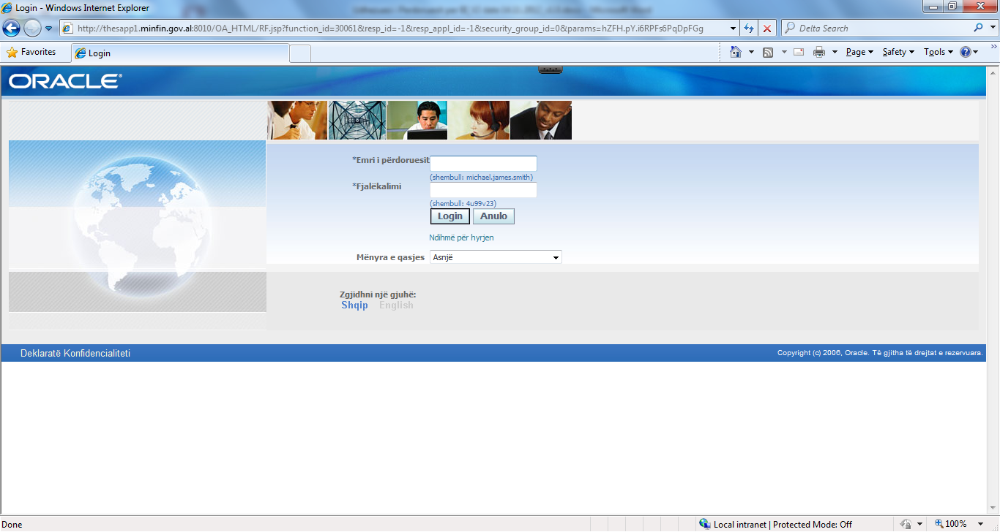 Login - Windows Internet Explorer
http://thesapp1.minfin.gov.al:8010/OA_HTML/RF.jsp?function_id=30061&resp_id=-1&resp_appl_id=-1&security_group_id=0&params=hZFH.pY.i6RPFs6PqDpFGg
Delta Search
Favorites
Login
Page
Safety
Tools
ORACLE®
*Emri i përdoruesit
(shembull: michael.james.smith)
*Fjalëkalimi
(shembull: 4u99v23)
Login Anulo
Ndihmë për hyrjen
Mënyra e qasjes Asnjë
Zgjidhni një gjuhë:
Shqip English
Deklaratë Konfidencialiteti
Copyright (c) 2006, Oracle. Të gjitha të drejtat e rezervuara.
Done
Local intranet | Protected Mode: Off
100%